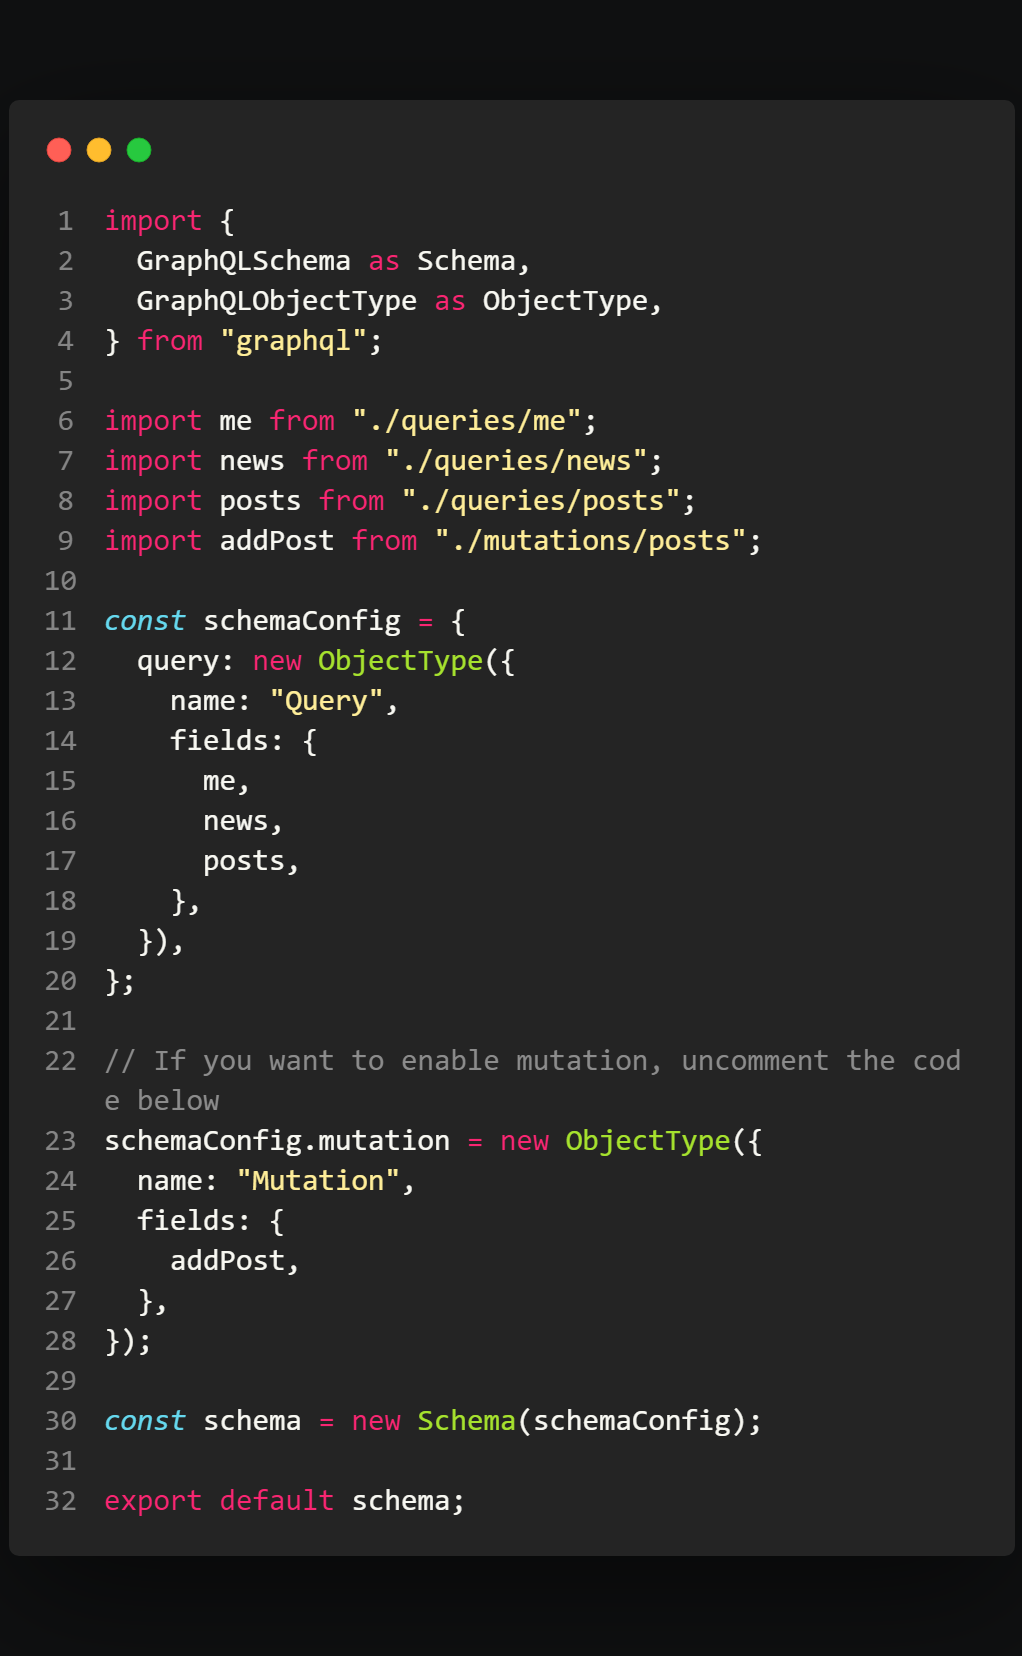 1 import {
2   GraphQLSchema as Schema,
3   GraphQLObjectType as ObjectType,
4 } from "graphql";
5
6 import me from "./queries/me";
7 import news from "./queries/news";
8 import posts from "./queries/posts";
9 import addPost from "./mutations/posts";
10
11 const schemaConfig = {
12   query: new ObjectType({
13     name: "Query",
14     fields: {
15       me,
16       news,
17       posts,
18     },
19   }),
20 };
21
22 // If you want to enable mutation, uncomment the cod
e below
23 schemaConfig.mutation = new ObjectType({
24   name: "Mutation",
25   fields: {
26     addPost,
27   },
28 });
29
30 const schema = new Schema(schemaConfig);
31
32 export default schema;